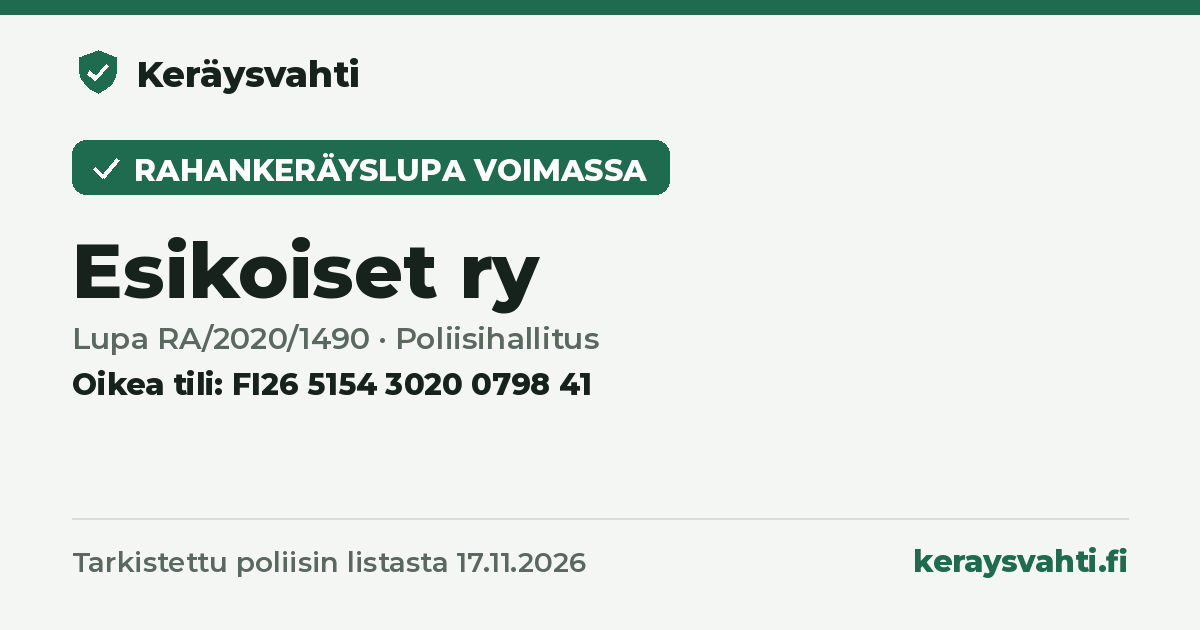 Keräysvahti
RAHANKERÄYSLUPA VOIMASSA
Esikoiset ry
Lupa RA/2020/1490 · Poliisihallitus
Oikea tili: FI26 5154 3020 0798 41
Tarkistettu poliisin listasta 17.11.2026
keraysvahti.fi